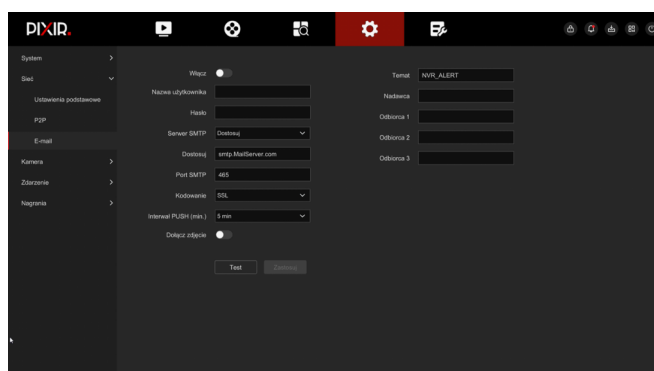 PIXIR.
System
Sieć
Ustawienia podstawowe
P2P
E-mail
Kamera
Zdarzenie
Nagrania
Włącz
Nazwa użytkownika
Hasło
Serwer SMTP Dostosuj
Dostosuj smtp.MailServer.com
Port SMTP 465
Kodowanie SSL
Interwał PUSH (min.) 5 min
Dołącz zdjęcie
Test Zastosuj
Temat NVR_ALERT
Nadawca
Odbiorca 1
Odbiorca 2
Odbiorca 3